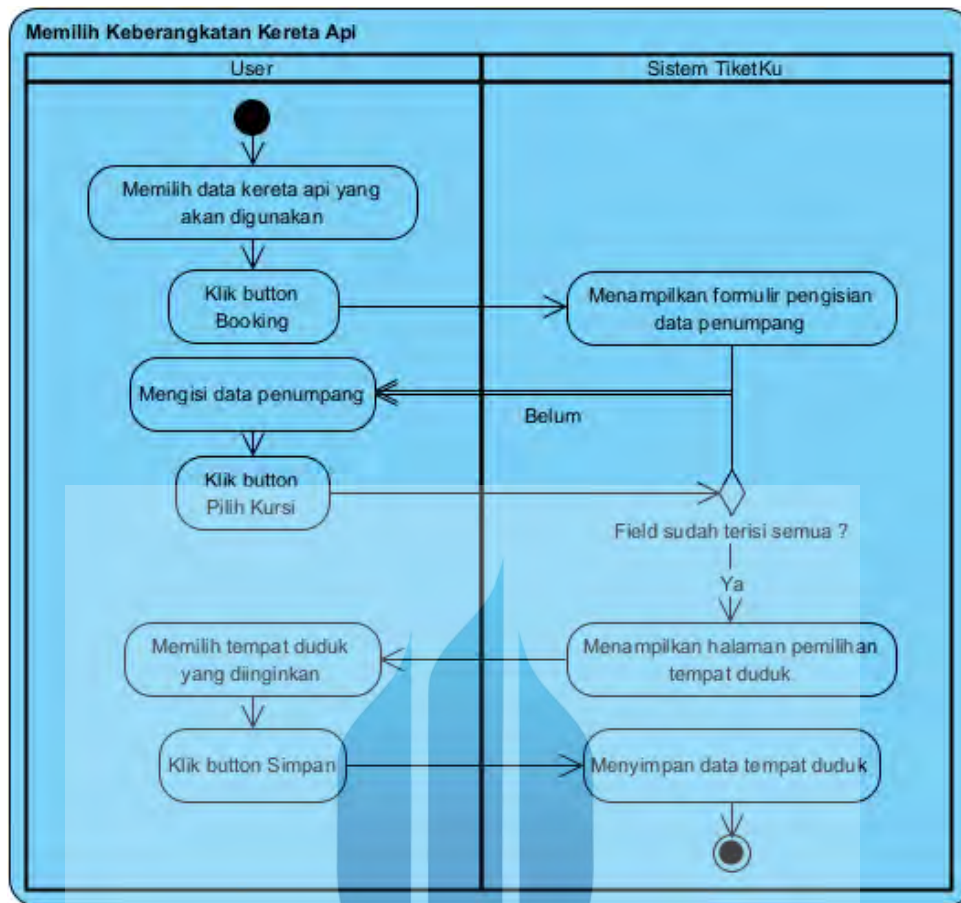 Memilih Keberangkatan Kereta Api
User
Sistem TiketKu
Memilih data kereta api yang
akan digunakan
Klik button
Booking
Menampilkan formulir pengisian
data penumpang
Mengisi data penumpang
Belum
Klik button
Pilih Kursi
Field sudah terisi semua ?
Ya
Menampilkan halaman pemilihan
tempat duduk
Memilih tempat duduk
yang diinginkan
Klik button Simpan
Menyimpan data tempat duduk